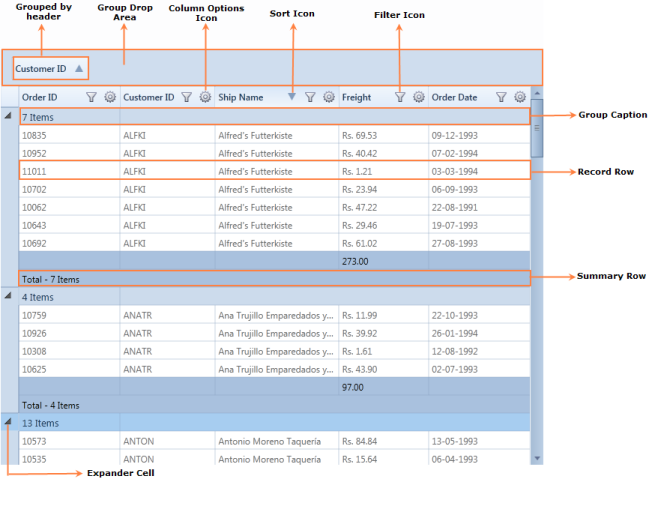 Grouped by header
Group Drop Area
Column Options Icon
Sort Icon
Filter Icon
Customer ID
Order ID Customer ID Ship Name Freight Order Date
7 Items
Group Caption
10835 ALFKI Alfred's Futterkiste Rs. 69.53 09-12-1993
10952 ALFKI Alfred's Futterkiste Rs. 40.42 07-02-1994
11011 ALFKI Alfred's Futterkiste Rs. 1.21 03-03-1994
Record Row
10702 ALFKI Alfred's Futterkiste Rs. 23.94 06-09-1993
10062 ALFKI Alfred's Futterkiste Rs. 47.22 22-08-1991
10643 ALFKI Alfred's Futterkiste Rs. 29.46 19-07-1993
10692 ALFKI Alfred's Futterkiste Rs. 61.02 27-08-1993
273.00
Total - 7 Items
Summary Row
4 Items
10759 ANATR Ana Trujillo Emparedados y... Rs. 11.99 22-10-1993
10926 ANATR Ana Trujillo Emparedados y... Rs. 39.92 26-01-1994
10308 ANATR Ana Trujillo Emparedados y... Rs. 1.61 12-08-1992
10625 ANATR Ana Trujillo Emparedados y... Rs. 43.90 02-07-1993
97.00
Total - 4 Items
13 Items
10573 ANTON Antonio Moreno Taquería Rs. 84.84 13-05-1993
10535 ANTON Antonio Moreno Taquería Rs. 15.64 06-04-1993
Expander Cell